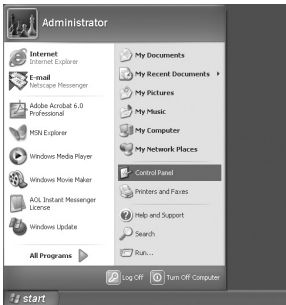 Administrator
Internet
Internet Explorer
E-mail
Netscape Messenger
Adobe Acrobat 6.0
Professional
MSN Explorer
Windows Media Player
Windows Movie Maker
AOL Instant Messenger
License
Windows Update
All Programs
My Documents
My Recent Documents
My Pictures
My Music
My Computer
My Network Places
Control Panel
Printers and Faxes
Help and Support
Search
Run...
Log Off
Turn Off Computer
start